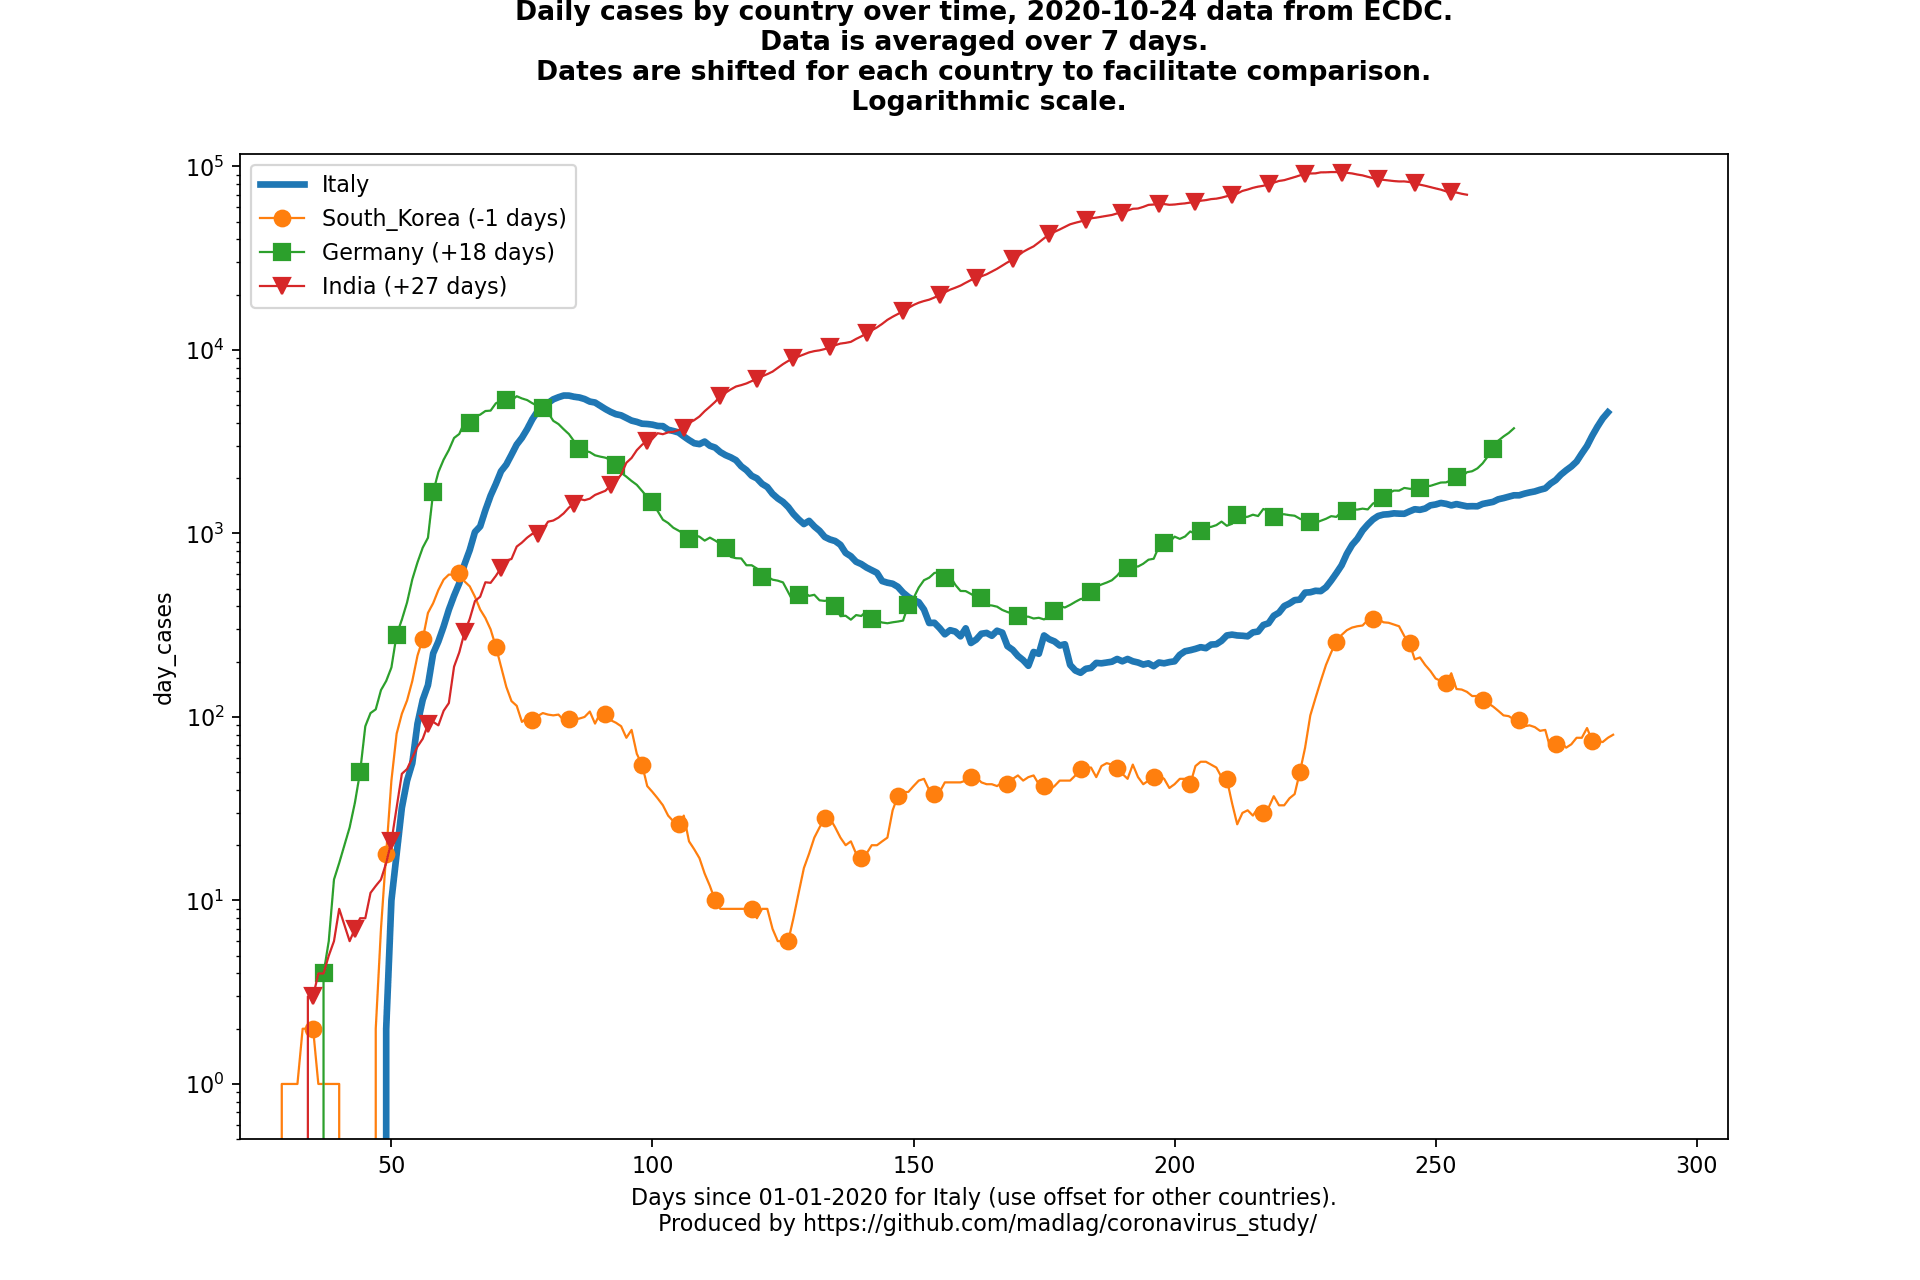 Daily cases by country over time, 2020-10-24 data from ECDC.
Data is averaged over 7 days.
Dates are shifted for each country to facilitate comparison.
Logarithmic scale.
Italy
South_Korea (-1 days)
Germany (+18 days)
India (+27 days)
10⁵
10⁴
10³
10²
10¹
10⁰
day_cases
50 100 150 200 250 300
Days since 01-01-2020 for Italy (use offset for other countries).
Produced by https://github.com/madlag/coronavirus_study/